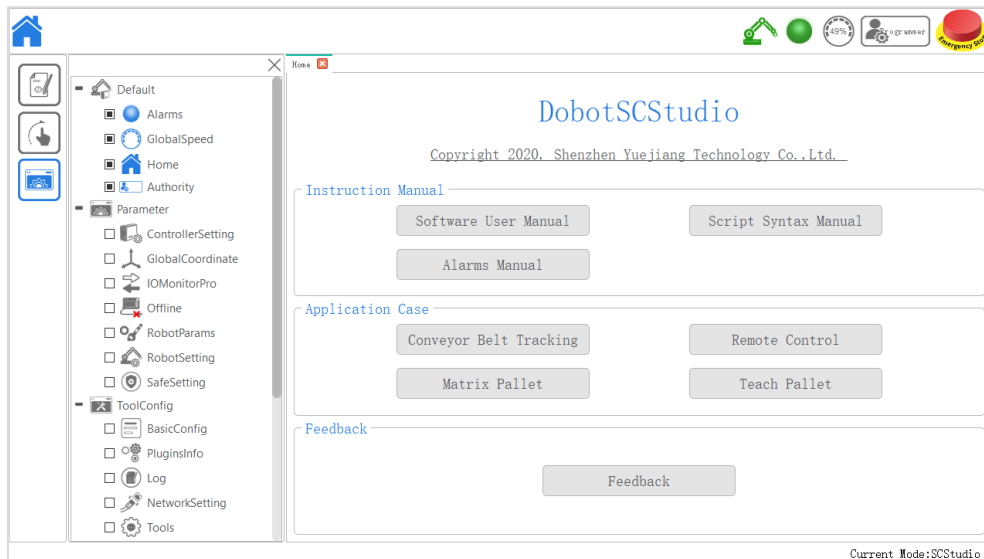 49%
Programmer
Emergency Stop
Home
Default
Alarms
GlobalSpeed
Home
Authority
Parameter
ControllerSetting
GlobalCoordinate
IOMonitorPro
Offline
RobotParams
RobotSetting
SafeSetting
ToolConfig
BasicConfig
PluginsInfo
Log
NetworkSetting
Tools
DobotSCStudio
Copyright 2020, Shenzhen Yuejiang Technology Co.,Ltd.
Instruction Manual
Software User Manual
Script Syntax Manual
Alarms Manual
Application Case
Conveyor Belt Tracking
Remote Control
Matrix Pallet
Teach Pallet
Feedback
Feedback
Current Mode:SCStudio